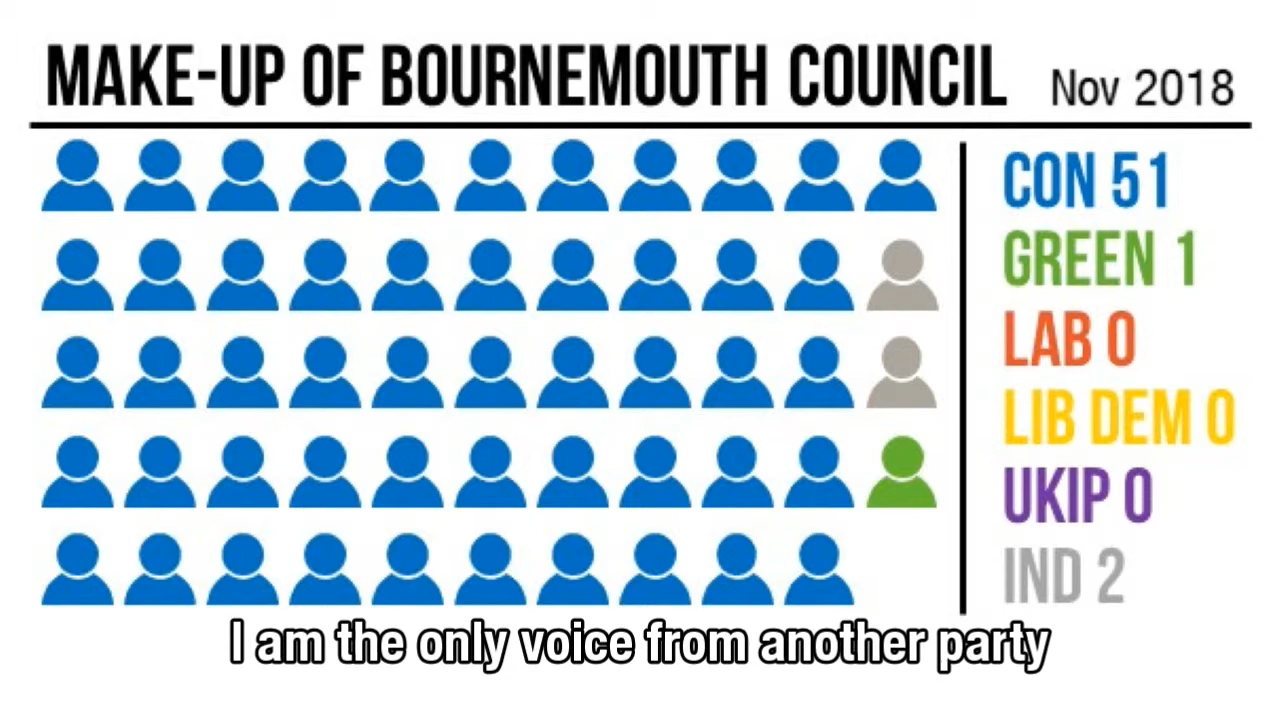 MAKE-UP OF BOURNEMOUTH COUNCIL Nov 2018
CON 51
GREEN 1
LAB 0
LIB DEM 0
UKIP 0
IND 2
I am the only voice from another party